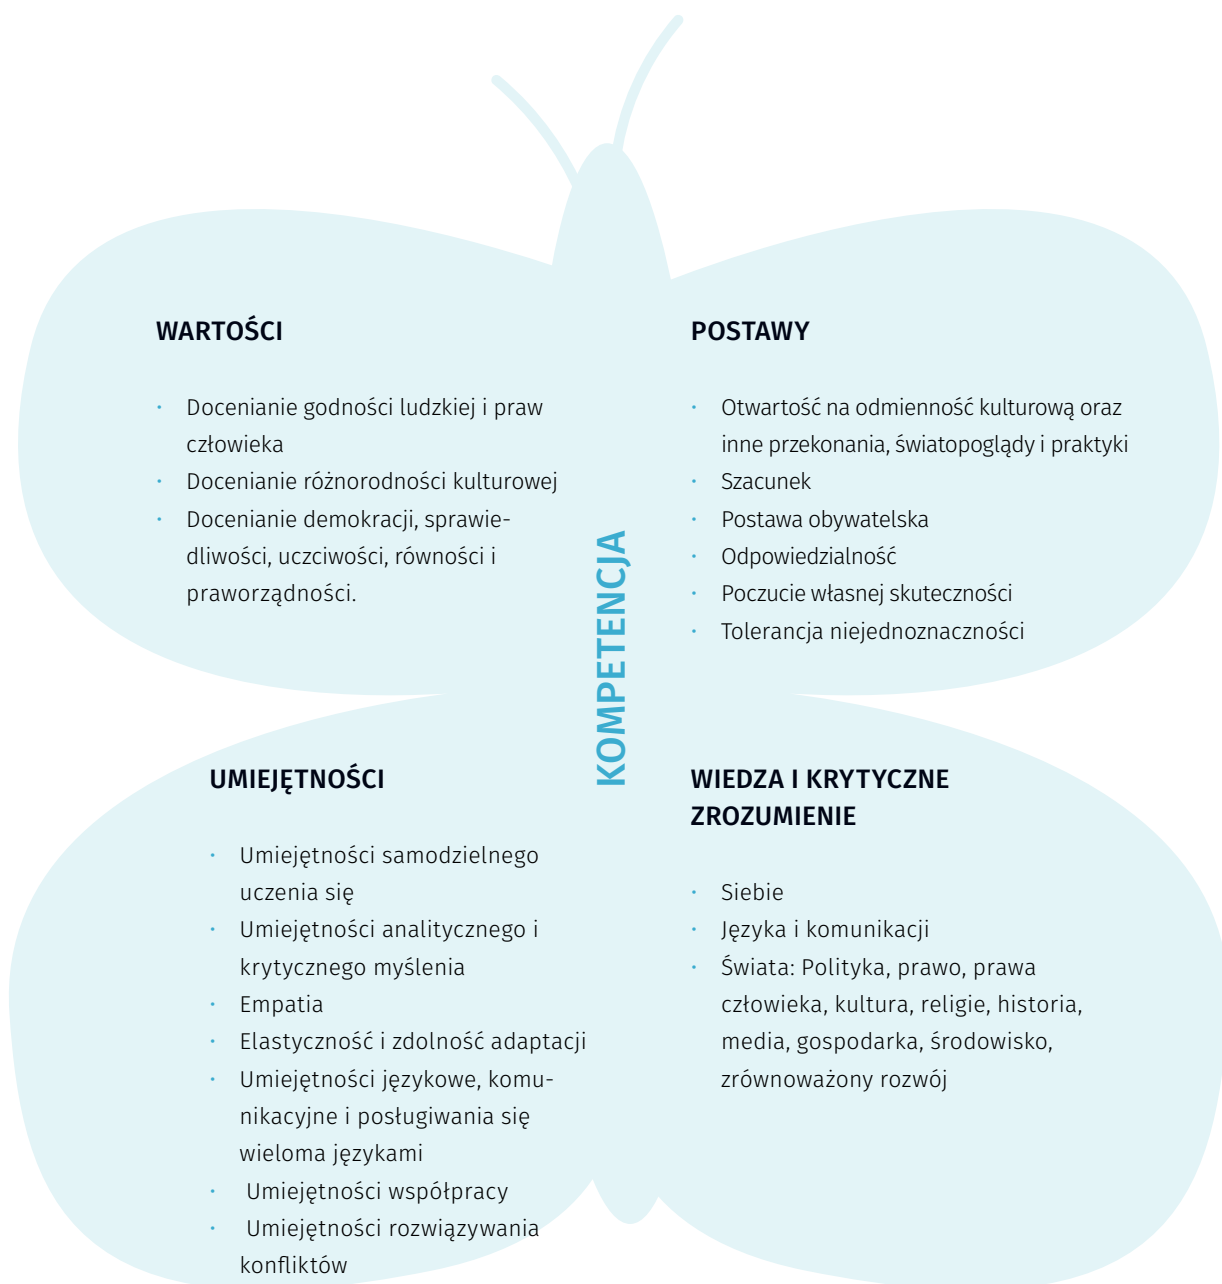 WARTOŚCI
· Docenianie godności ludzkiej i praw
człowieka
· Docenianie różnorodności kulturowej
· Docenianie demokracji, sprawie-
dliwości, uczciwości, równości i
praworządności.
POSTAWY
· Otwartość na odmienność kulturową oraz
inne przekonania, światopoglądy i praktyki
· Szacunek
· Postawa obywatelska
· Odpowiedzialność
· Poczucie własnej skuteczności
· Tolerancja niejednoznaczności
KOMPETENCJA
UMIEJĘTNOŚCI
· Umiejętności samodzielnego
uczenia się
· Umiejętności analitycznego i
krytycznego myślenia
· Empatia
· Elastyczność i zdolność adaptacji
· Umiejętności językowe, komu-
nikacyjne i posługiwania się
wieloma językami
· Umiejętności współpracy
· Umiejętności rozwiązywania
konfliktów
WIEDZA I KRYTYCZNE
ZROZUMIENIE
· Siebie
· Języka i komunikacji
· Świata: Polityka, prawo, prawa
człowieka, kultura, religie, historia,
media, gospodarka, środowisko,
zrównoważony rozwój